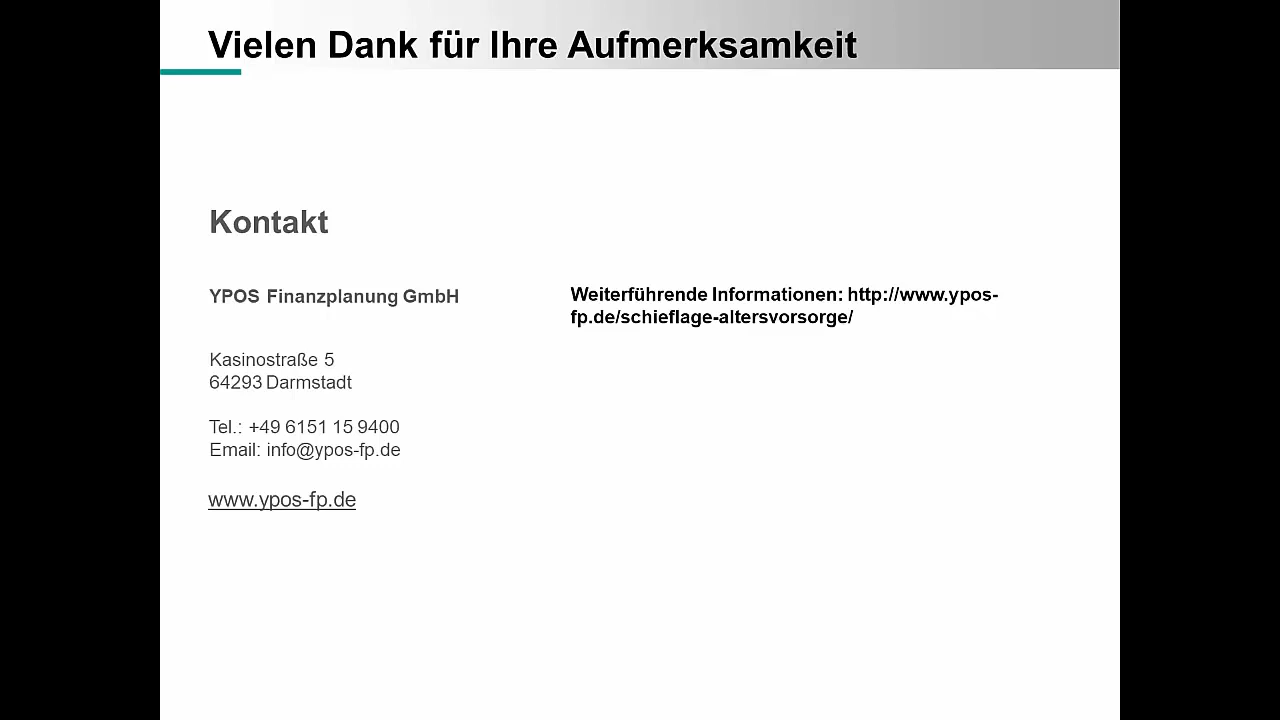 Vielen Dank für Ihre Aufmerksamkeit
Kontakt
YPOS Finanzplanung GmbH
Kasinostraße 5
64293 Darmstadt
Tel.: +49 6151 15 9400
Email: info@ypos-fp.de
www.ypos-fp.de
Weiterführende Informationen: http://www.ypos-
fp.de/schieflage-altersvorsorge/